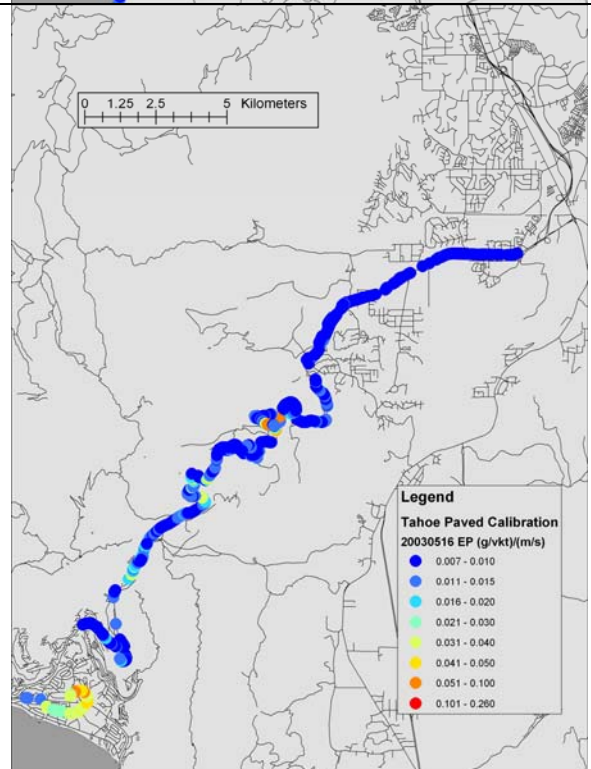 0 1.25 2.5 5 Kilometers
Legend
Tahoe Paved Calibration
20030516 EP (g/vkt)/(m/s)
0.007 - 0.010
0.011 - 0.015
0.016 - 0.020
0.021 - 0.030
0.031 - 0.040
0.041 - 0.050
0.051 - 0.100
0.101 - 0.260